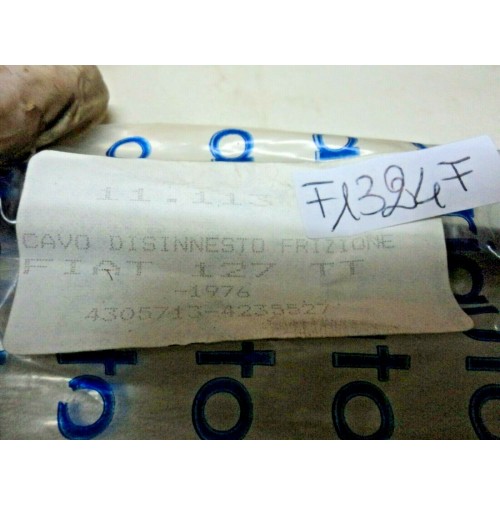 11.113
F1324F
CAVO DISINNESTO FRIZIONE
FIAT 127 TT
-1976
4305713-4235527